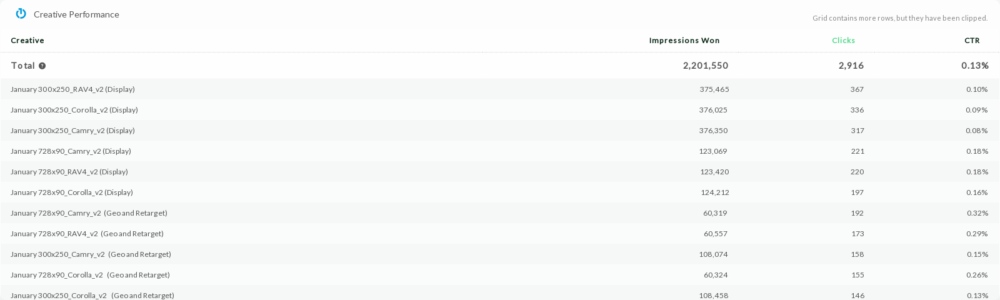 Creative Performance
Grid contains more rows, but they have been clipped.
Creative Impressions Won Clicks CTR
Total ? 2,201,550 2,916 0.13%
January 300x250_RAV4_v2 (Display) 375,465 367 0.10%
January 300x250_Corolla_v2 (Display) 376,025 336 0.09%
January 300x250_Camry_v2 (Display) 376,350 317 0.08%
January 728x90_Camry_v2 (Display) 123,069 221 0.18%
January 728x90_RAV4_v2 (Display) 123,420 220 0.18%
January 728x90_Corolla_v2 (Display) 124,212 197 0.16%
January 728x90_Camry_v2 (Geo and Retarget) 60,319 192 0.32%
January 728x90_RAV4_v2 (Geo and Retarget) 60,557 173 0.29%
January 300x250_Camry_v2 (Geo and Retarget) 108,074 158 0.15%
January 728x90_Corolla_v2 (Geo and Retarget) 60,324 155 0.26%
January 300x250_Corolla_v2 (Geo and Retarget) 108,458 146 0.13%